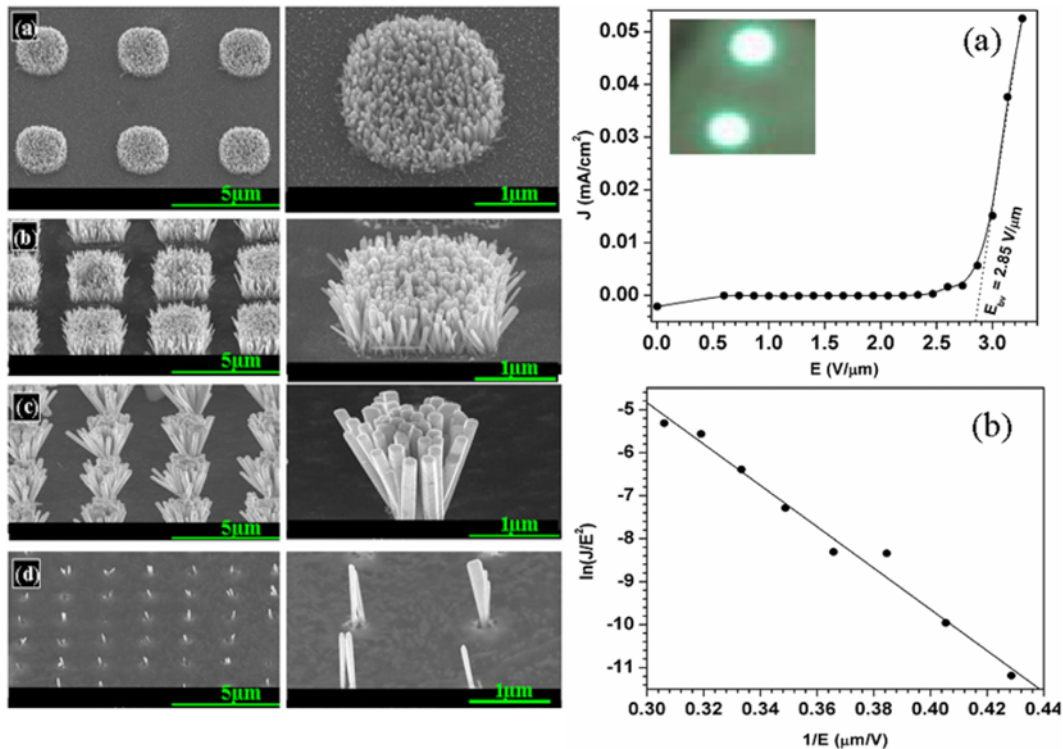 (a)
5μm
1μm
(b)
5μm
1μm
(c)
5μm
1μm
(d)
5μm
1μm
(a)
J (mA/cm²)
0.05
0.04
0.03
0.02
0.01
0.00
E_bv = 2.85 V/μm
0.0 0.5 1.0 1.5 2.0 2.5 3.0
E (V/μm)
(b)
ln(J/E²)
-5
-6
-7
-8
-9
-10
-11
0.30 0.32 0.34 0.36 0.38 0.40 0.42 0.44
1/E (μm/V)